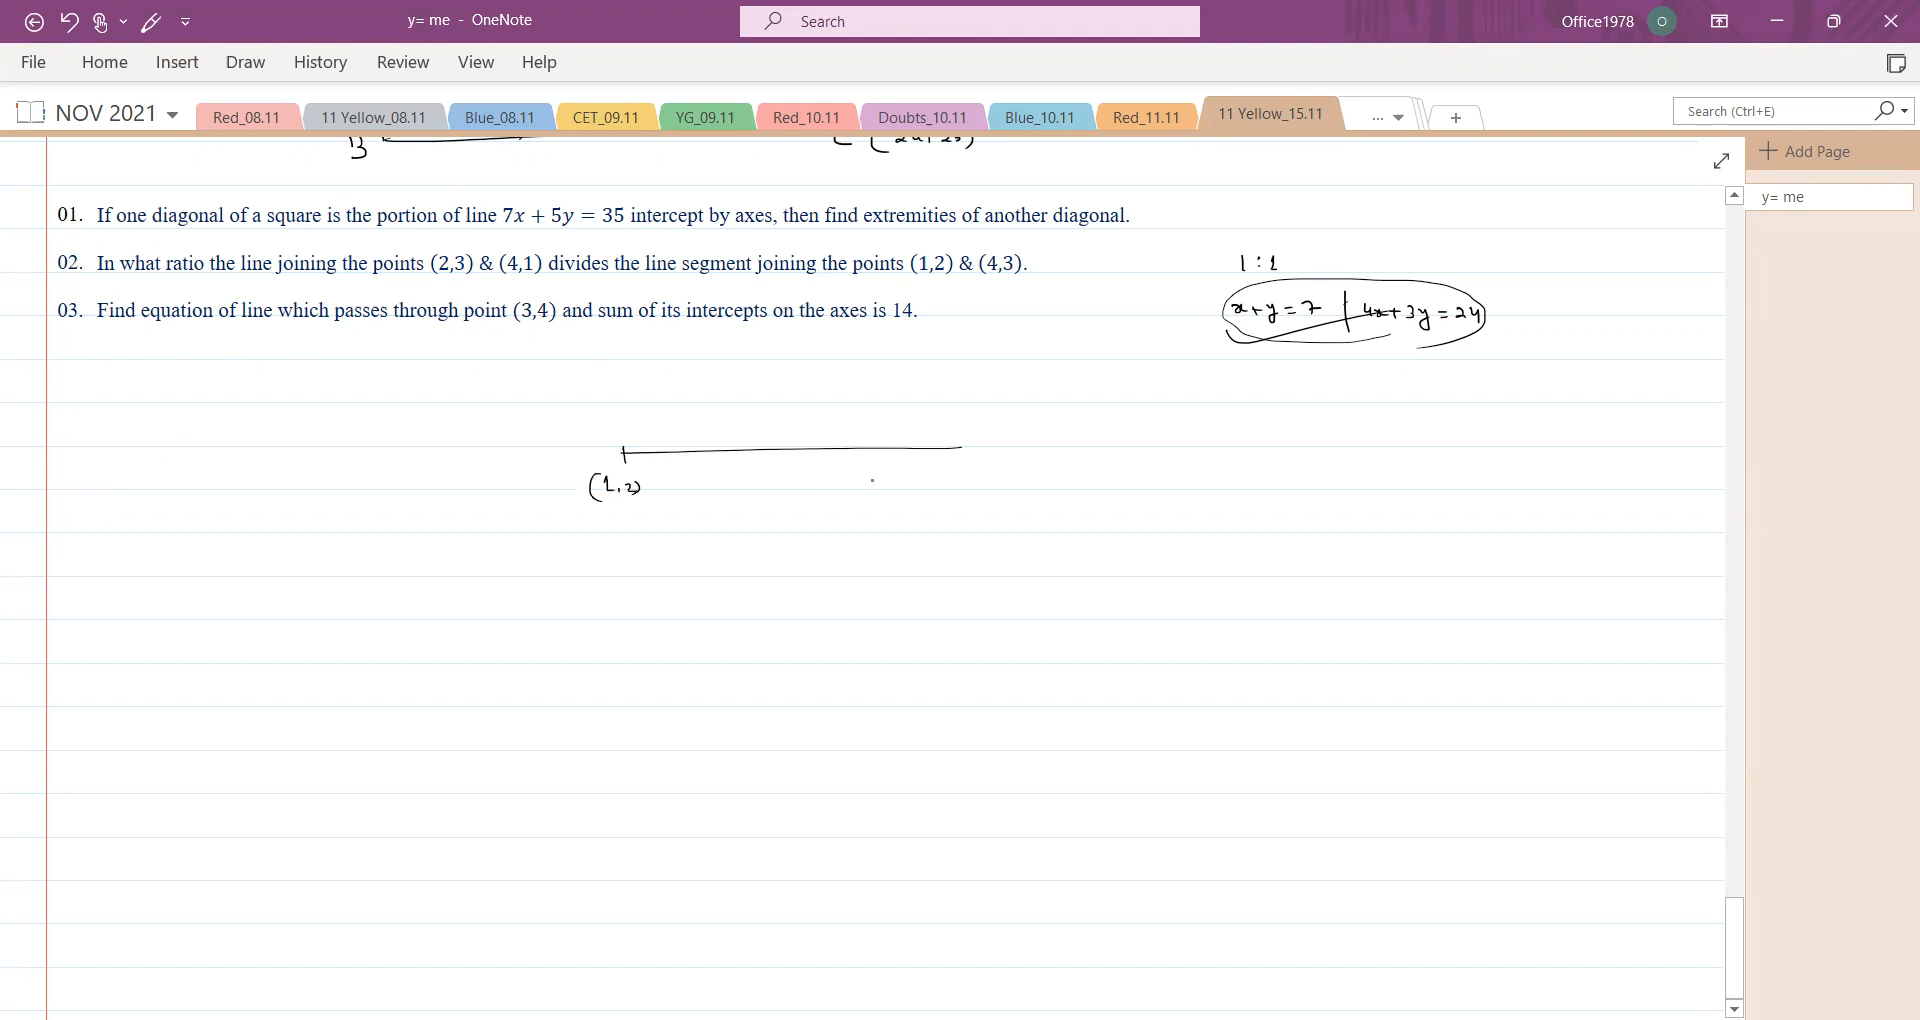 y= me - OneNote
Search
Office1978
O
File Home Insert Draw History Review View Help
NOV 2021
Red_08.11
11 Yellow_08.11
Blue_08.11
CET_09.11
YG_09.11
Red_10.11
Doubts_10.11
Blue_10.11
Red_11.11
11 Yellow_15.11
...
+
Search (Ctrl+E)
Add Page
y= me
01. If one diagonal of a square is the portion of line 7x + 5y = 35 intercept by axes, then find extremities of another diagonal.
02. In what ratio the line joining the points (2,3) & (4,1) divides the line segment joining the points (1,2) & (4,3).
1 : 1
03. Find equation of line which passes through point (3,4) and sum of its intercepts on the axes is 14.
x+y=7 | 4x+3y=24
(1,2)